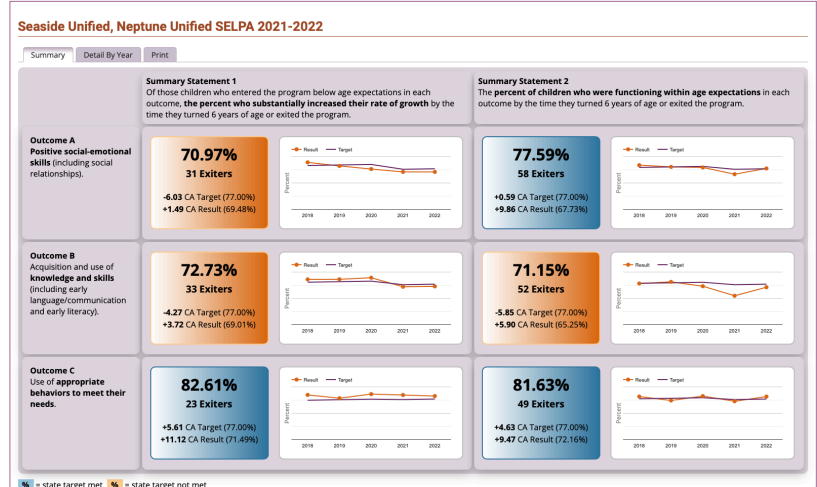 Seaside Unified, Neptune Unified SELPA 2021-2022
Summary
Detail By Year
Print
Summary Statement 1
Of those children who entered the program below age expectations in each
outcome, the percent who substantially increased their rate of growth by the
time they turned 6 years of age or exited the program.
Summary Statement 2
The percent of children who were functioning within age expectations in each
outcome by the time they turned 6 years of age or exited the program.
Outcome A
Positive social-emotional
skills (including social
relationships).
70.97%
31 Exiters
-6.03 CA Target (77.00%)
+1.49 CA Result (69.48%)
Result Target
Percent
2018 2019 2020 2021 2022
77.59%
58 Exiters
+0.59 CA Target (77.00%)
+9.86 CA Result (67.73%)
Result Target
Percent
2018 2019 2020 2021 2022
Outcome B
Acquisition and use of
knowledge and skills
(including early
language/communication
and early literacy).
72.73%
33 Exiters
-4.27 CA Target (77.00%)
+3.72 CA Result (69.01%)
Result Target
Percent
2018 2019 2020 2021 2022
71.15%
52 Exiters
-5.85 CA Target (77.00%)
+5.90 CA Result (65.25%)
Result Target
Percent
2018 2019 2020 2021 2022
Outcome C
Use of appropriate
behaviors to meet their
needs.
82.61%
23 Exiters
+5.61 CA Target (77.00%)
+11.12 CA Result (71.49%)
Result Target
Percent
2018 2019 2020 2021 2022
81.63%
49 Exiters
+4.63 CA Target (77.00%)
+9.47 CA Result (72.16%)
Result Target
Percent
2018 2019 2020 2021 2022
% = state target met % = state target not met